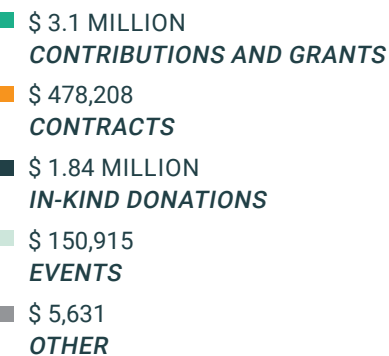 $ 3.1 MILLION
CONTRIBUTIONS AND GRANTS
$ 478,208
CONTRACTS
$ 1.84 MILLION
IN-KIND DONATIONS
$ 150,915
EVENTS
$ 5,631
OTHER